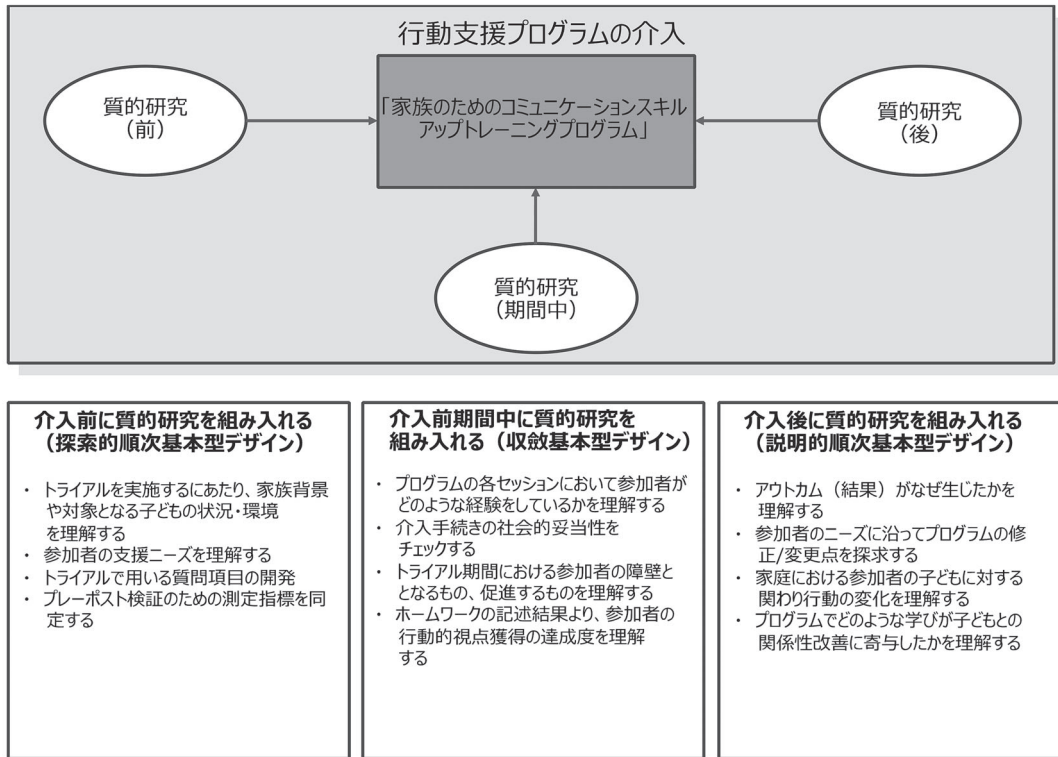 行動支援プログラムの介入
質的研究
（前）
「家族のためのコミュニケーションスキル
アップトレーニングプログラム」
質的研究
（後）
質的研究
（期間中）
介入前に質的研究を組み入れる
（探索的順次基本型デザイン）
・ トライアルを実施するにあたり、家族背景
や対象となる子どもの状況・環境
を理解する
・ 参加者の支援ニーズを理解する
・ トライアルで用いる質問項目の開発
・ プレーポスト検証のための測定指標を同
定する
介入前期間中に質的研究を
組み入れる（収斂基本型デザイン）
・ プログラムの各セッションにおいて参加者が
どのような経験をしているかを理解する
・ 介入手続きの社会的妥当性を
チェックする
・ トライアル期間における参加者の障壁と
となるもの、促進するものを理解する
・ ホームワークの記述結果より、参加者の
行動的視点獲得の達成度を理解
する
介入後に質的研究を組み入れる
（説明的順次基本型デザイン）
・ アウトカム（結果）がなぜ生じたかを
理解する
・ 参加者のニーズに沿ってプログラムの修
正/変更点を探求する
・ 家庭における参加者の子どもに対する
関わり行動の変化を理解する
・ プログラムでどのような学びが子どもとの
関係性改善に寄与したかを理解する